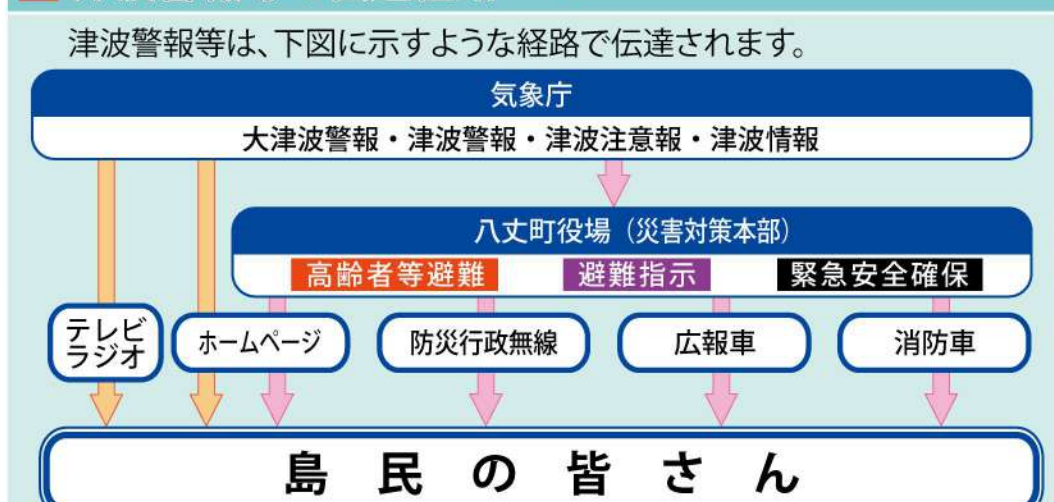 津波警報等は、下図に示すような経路で伝達されます。
気象庁
大津波警報・津波警報・津波注意報・津波情報
八丈町役場（災害対策本部）
高齢者等避難 避難指示 緊急安全確保
テレビ
ラジオ
ホームページ
防災行政無線
広報車
消防車
島民の皆さん